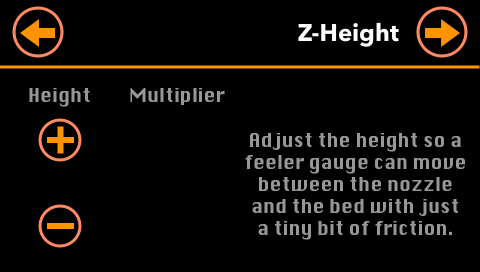 Z-Height
Height Multiplier
Adjust the height so a
feeler gauge can move
between the nozzle
and the bed with just
a tiny bit of friction.